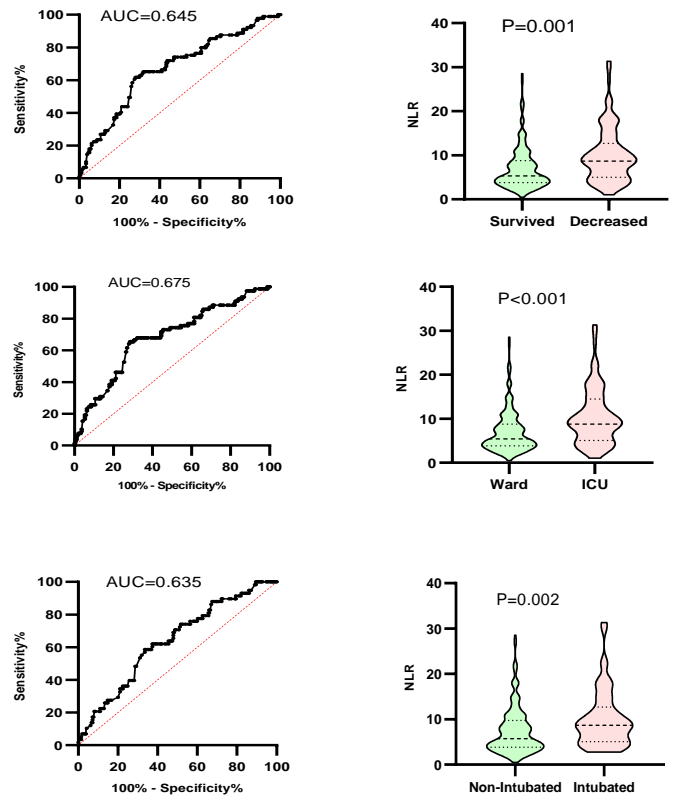 AUC=0.645
Sensitivity%
100
80
60
40
20
0
0 20 40 60 80 100
100% - Specificity%
P=0.001
NLR
40
30
20
10
0
Survived Decreased
AUC=0.675
Sensitivity%
100
80
60
40
20
0
0 20 40 60 80 100
100% - Specificity%
P<0.001
NLR
40
30
20
10
0
Ward ICU
AUC=0.635
Sensitivity%
100
80
60
40
20
0
0 20 40 60 80 100
100% - Specificity%
P=0.002
NLR
40
30
20
10
0
Non-Intubated Intubated